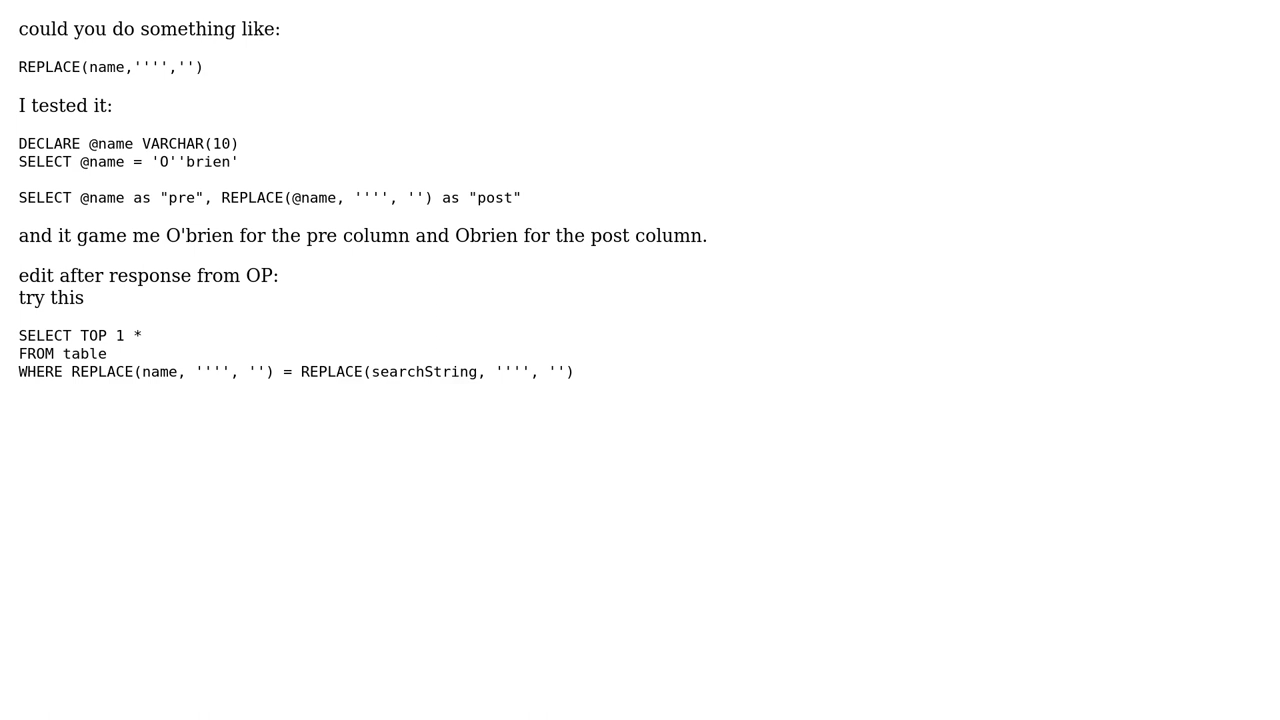 could you do something like:
REPLACE(name,'''','')
I tested it:
DECLARE @name VARCHAR(10)
SELECT @name = 'O''brien'
SELECT @name as "pre", REPLACE(@name, '''', '') as "post"
and it game me O'brien for the pre column and Obrien for the post column.
edit after response from OP:
try this
SELECT TOP 1 *
FROM table
WHERE REPLACE(name, '''', '') = REPLACE(searchString, '''', '')